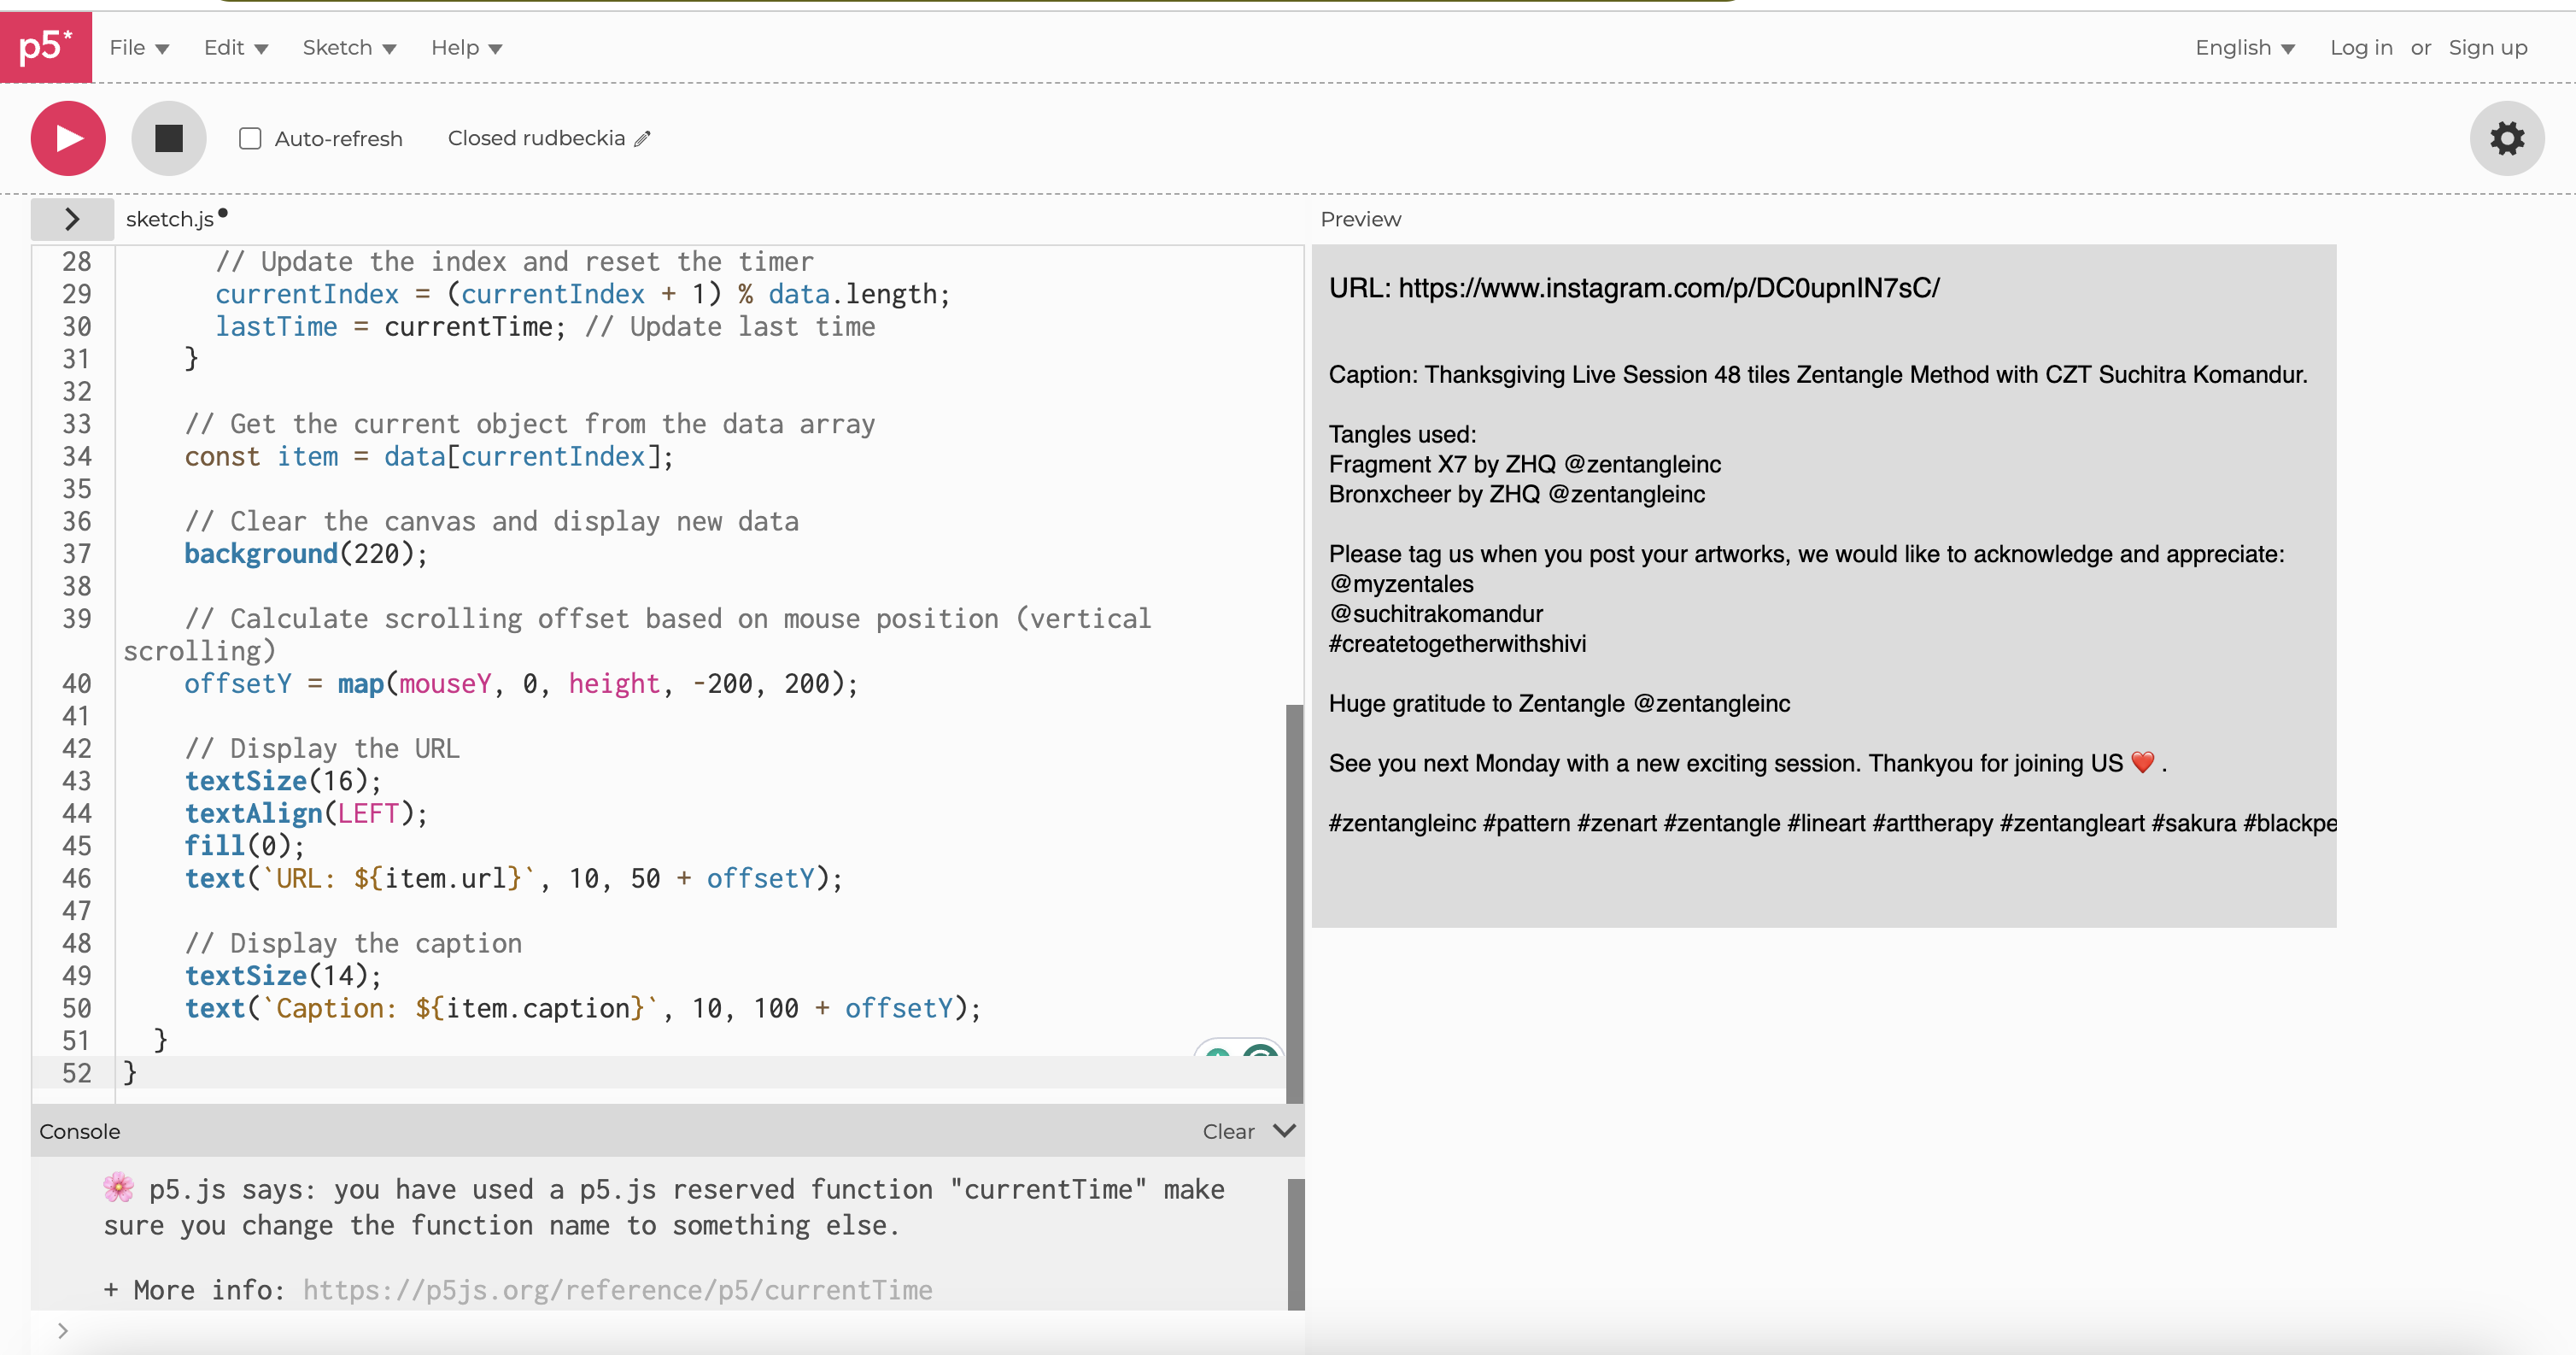 p5*
File
Edit
Sketch
Help
English
Log in or Sign up
Auto-refresh
Closed rudbeckia
sketch.js
Preview
28 // Update the index and reset the timer
29 currentIndex = (currentIndex + 1) % data.length;
30 lastTime = currentTime; // Update last time
31 }
32
33 // Get the current object from the data array
34 const item = data[currentIndex];
35
36 // Clear the canvas and display new data
37 background(220);
38
39 // Calculate scrolling offset based on mouse position (vertical
scrolling)
40 offsetY = map(mouseY, 0, height, -200, 200);
41
42 // Display the URL
43 textSize(16);
44 textAlign(LEFT);
45 fill(0);
46 text(`URL: ${item.url}`, 10, 50 + offsetY);
47
48 // Display the caption
49 textSize(14);
50 text(`Caption: ${item.caption}`, 10, 100 + offsetY);
51 }
52 }
Console
Clear
🌸 p5.js says: you have used a p5.js reserved function "currentTime" make
sure you change the function name to something else.
+ More info: https://p5js.org/reference/p5/currentTime
>
URL: https://www.instagram.com/p/DC0upnIN7sC/
Caption: Thanksgiving Live Session 48 tiles Zentangle Method with CZT Suchitra Komandur.
Tangles used:
Fragment X7 by ZHQ @zentangleinc
Bronxcheer by ZHQ @zentangleinc
Please tag us when you post your artworks, we would like to acknowledge and appreciate:
@myzentales
@suchitrakomandur
#createtogetherwithshivi
Huge gratitude to Zentangle @zentangleinc
See you next Monday with a new exciting session. Thankyou for joining US ❤️ .
#zentangleinc #pattern #zenart #zentangle #lineart #arttherapy #zentangleart #sakura #blackpe